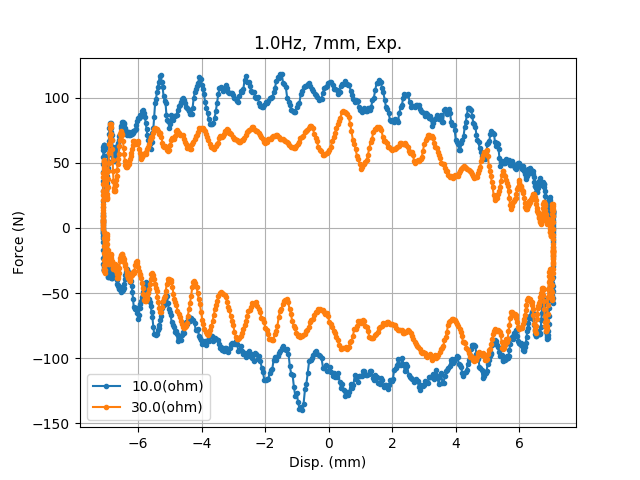 1.0Hz, 7mm, Exp.
Force (N)
100
50
0
−50
−100
−150
10.0(ohm)
30.0(ohm)
−6 −4 −2 0 2 4 6
Disp. (mm)